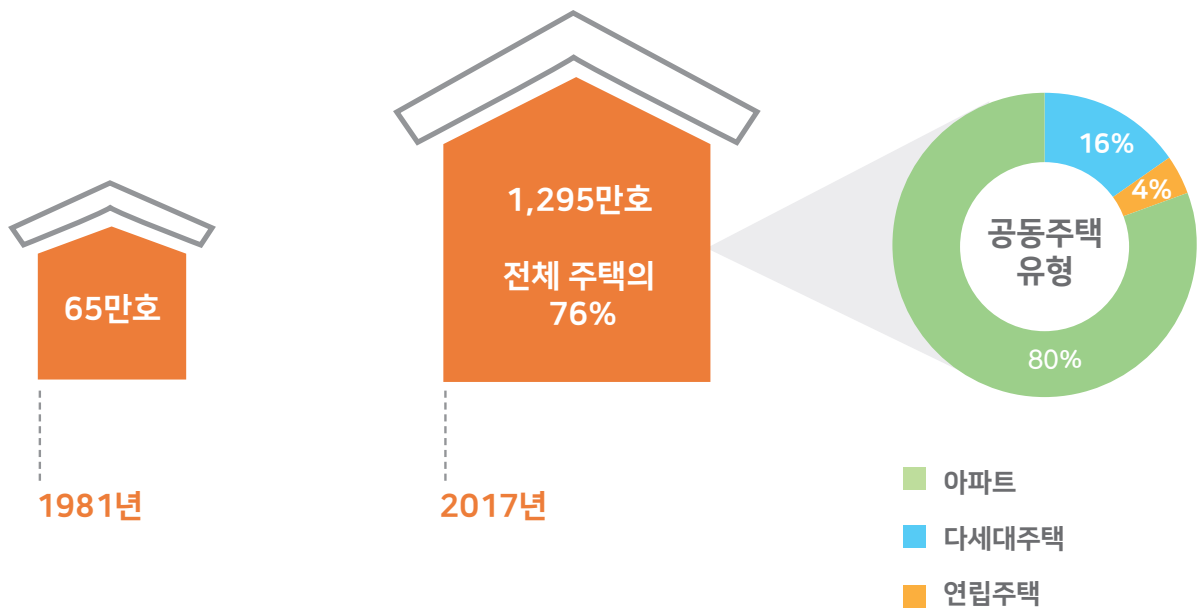 65만호
1981년
1,295만호
전체 주택의
76%
2017년
16%
4%
공동주택
유형
80%
아파트
다세대주택
연립주택